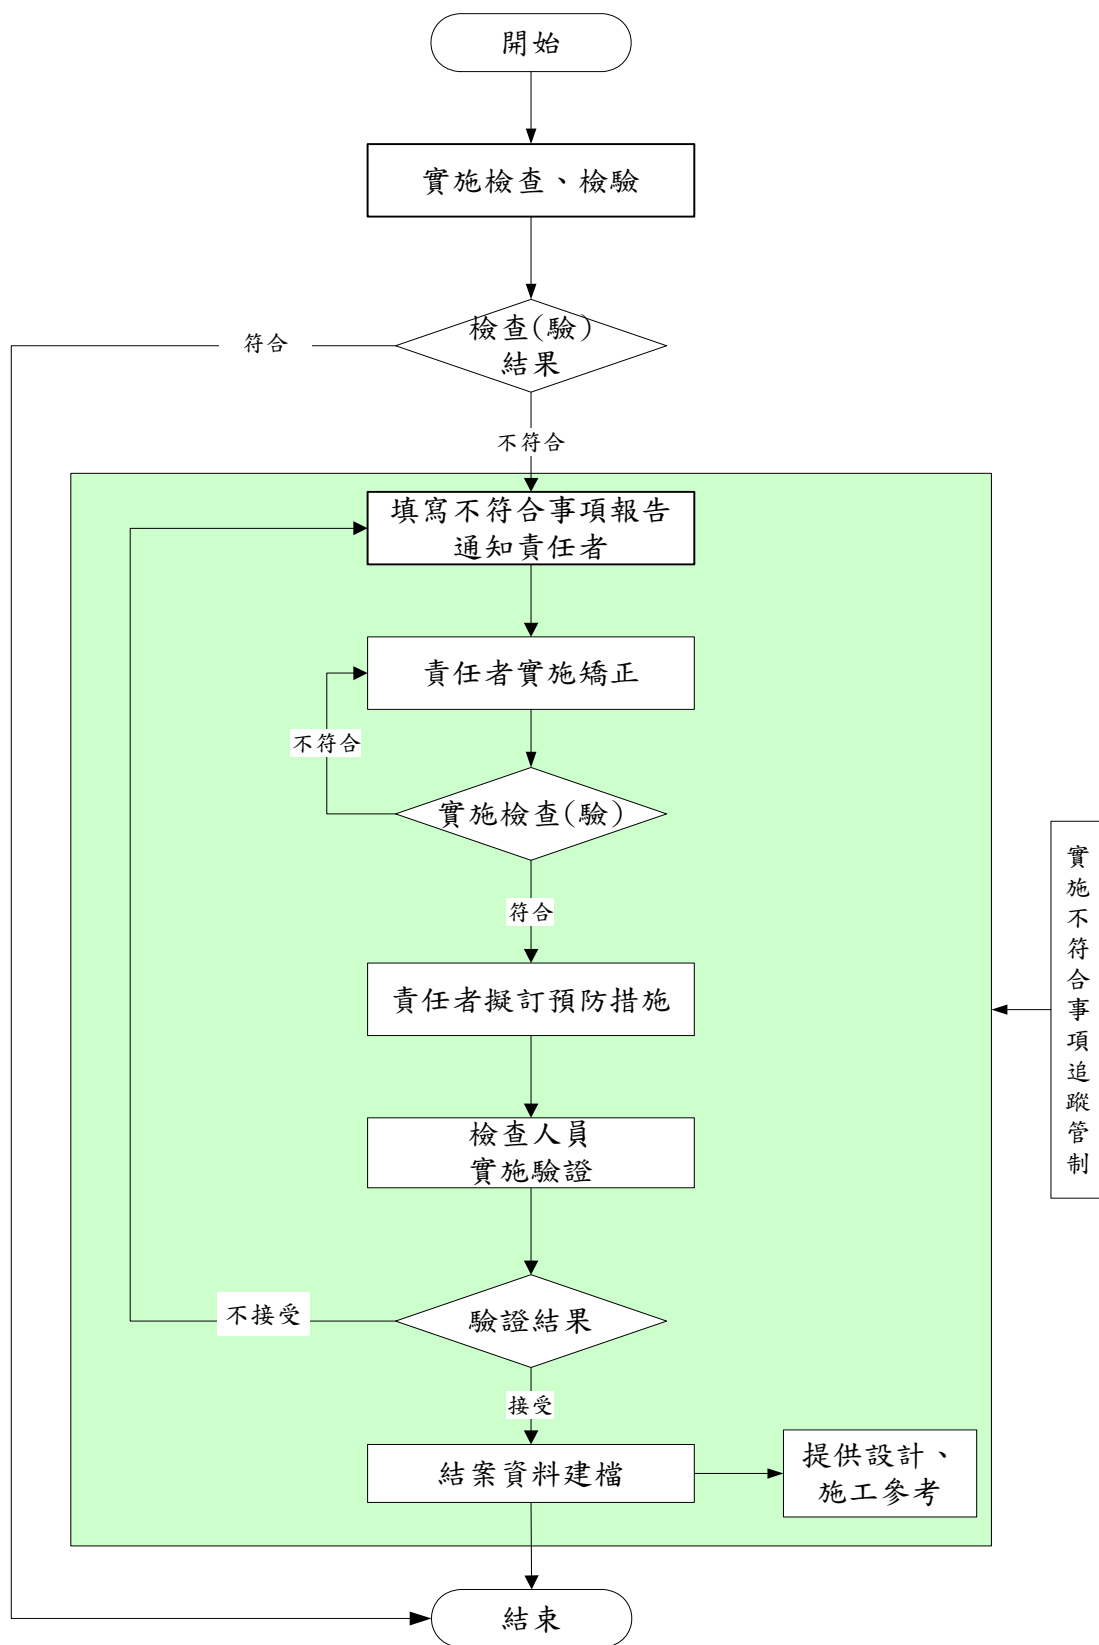 開始
實施檢查、檢驗
檢查(驗)
結果
符合
不符合
填寫不符合事項報告
通知責任者
責任者實施矯正
不符合
實施檢查(驗)
符合
責任者擬訂預防措施
實施不符合事項追蹤管制
檢查人員
實施驗證
驗證結果
不接受
接受
結案資料建檔
提供設計、
施工參考
結束